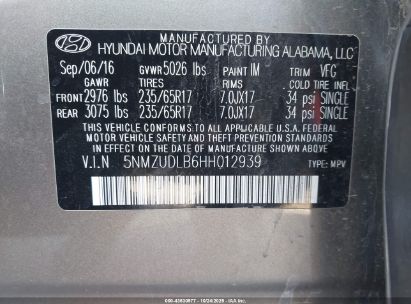 HYUNDAI MOTOR MANUFACTURING ALABAMA, LLC
Sep/06/16 GVWR 5026 lbs PAINT IM TRIM VFG
GAWR TIRES RIMS COLD TIRE INFL
FRONT 2976 lbs 235/65R17 7.0JX17 34 psi SINGLE
REAR 3075 lbs 235/65R17 7.0JX17 34 psi SINGLE
THIS VEHICLE CONFORMS TO ALL APPLICABLE U.S. FEDERAL MOTOR VEHICLE
SAFETY AND THEFT PREVENTION STANDARDS IN EFFECT ON THE
DATE OF MANUFACTURE SHOWN ABOVE.
V.I.N 5NMZUDLB6HH012939 TYPE: MPV